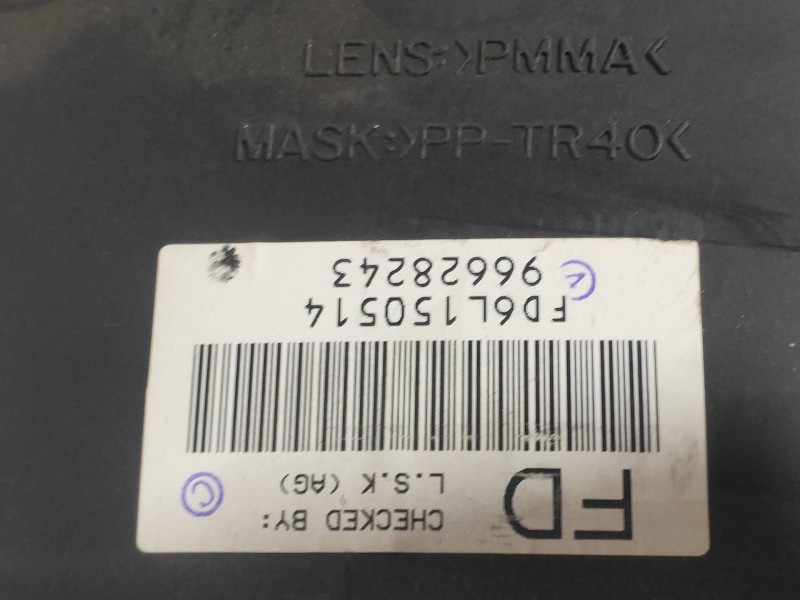 LENS:>PMMA<
MASK:>PP-TR40<
FD
CHECKED BY:
L.S.K (AG)
C
FD6L150514
96628243
C